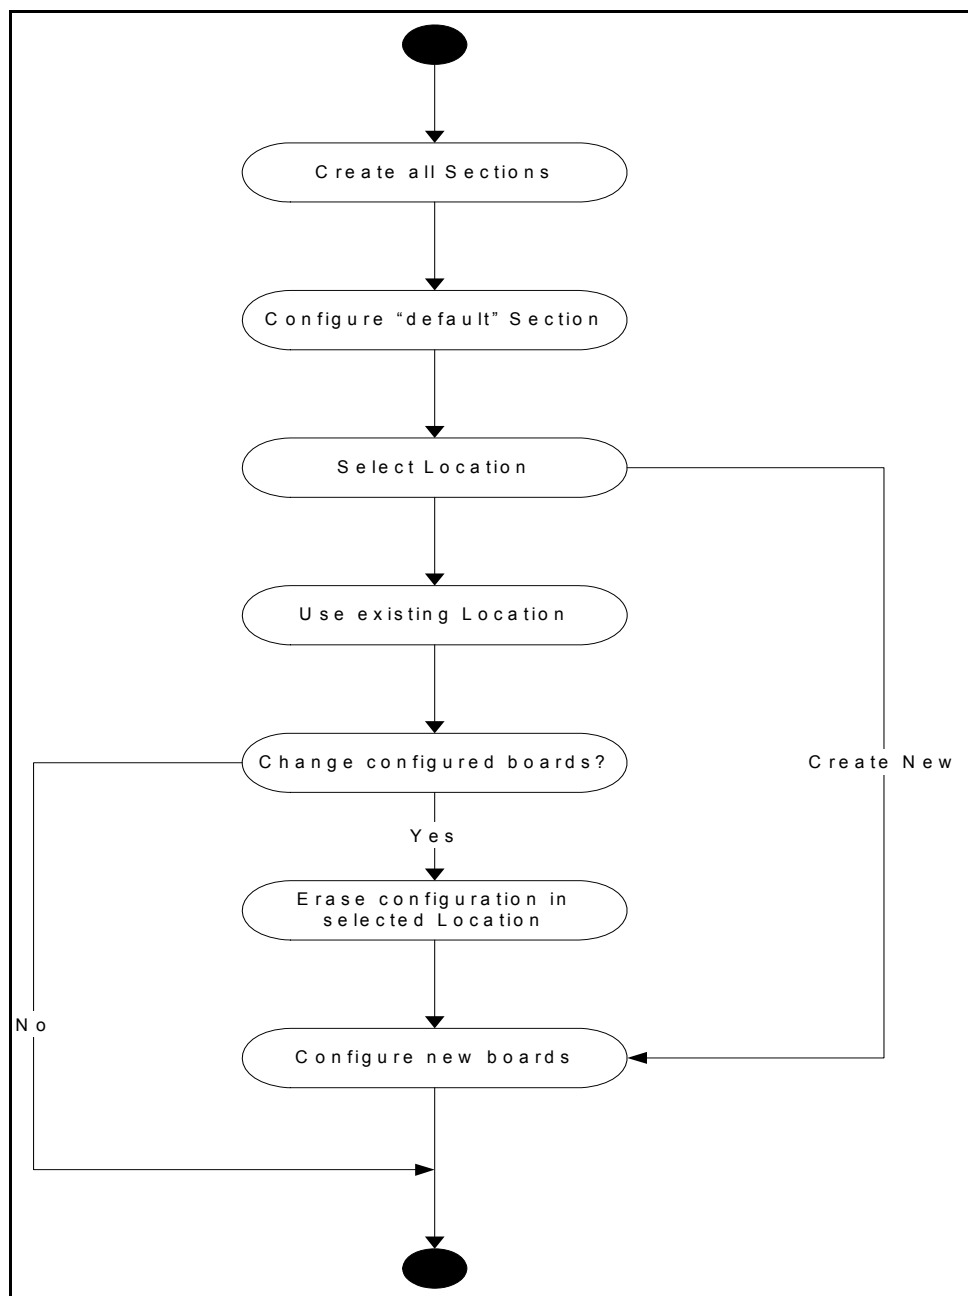 Create all Sections
Configure “default” Section
Select Location
Use existing Location
Change configured boards?
Create New
Yes
Erase configuration in
selected Location
No
Configure new boards